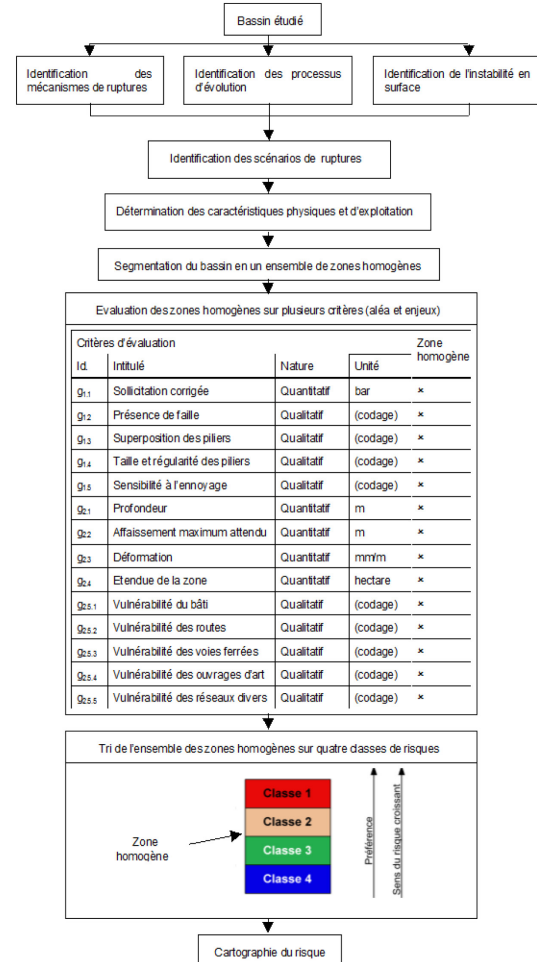 Bassin étudié
Identification des
mécanismes de ruptures
Identification des processus
d'évolution
Identification de l'instabilité en
surface
Identification des scénarios de ruptures
Détermination des caractéristiques physiques et d'exploitation
Segmentation du bassin en un ensemble de zones homogènes
Evaluation des zones homogènes sur plusieurs critères (aléa et enjeux)
Critères d'évaluation Zone
homogène
Id. Intitulé Nature Unité
g1.1 Sollicitation corrigée Quantitatif bar ×
g1.2 Présence de faille Qualitatif (codage) ×
g1.3 Superposition des piliers Qualitatif (codage) ×
g1.4 Taille et régularité des piliers Qualitatif (codage) ×
g1.5 Sensibilité à l'ennoyage Qualitatif (codage) ×
g2.1 Profondeur Quantitatif m ×
g2.2 Affaissement maximum attendu Quantitatif m ×
g2.3 Déformation Quantitatif mm/m ×
g2.4 Etendue de la zone Quantitatif hectare ×
g2.5.1 Vulnérabilité du bâti Qualitatif (codage) ×
g2.5.2 Vulnérabilité des routes Qualitatif (codage) ×
g2.5.3 Vulnérabilité des voies ferrées Qualitatif (codage) ×
g2.5.4 Vulnérabilité des ouvrages d'art Qualitatif (codage) ×
g2.5.5 Vulnérabilité des réseaux divers Qualitatif (codage) ×
Tri de l'ensemble des zones homogènes sur quatre classes de risques
Zone
homogène
Classe 1
Classe 2
Classe 3
Classe 4
Préférence
Sens du risque croissant
Cartographie du risque